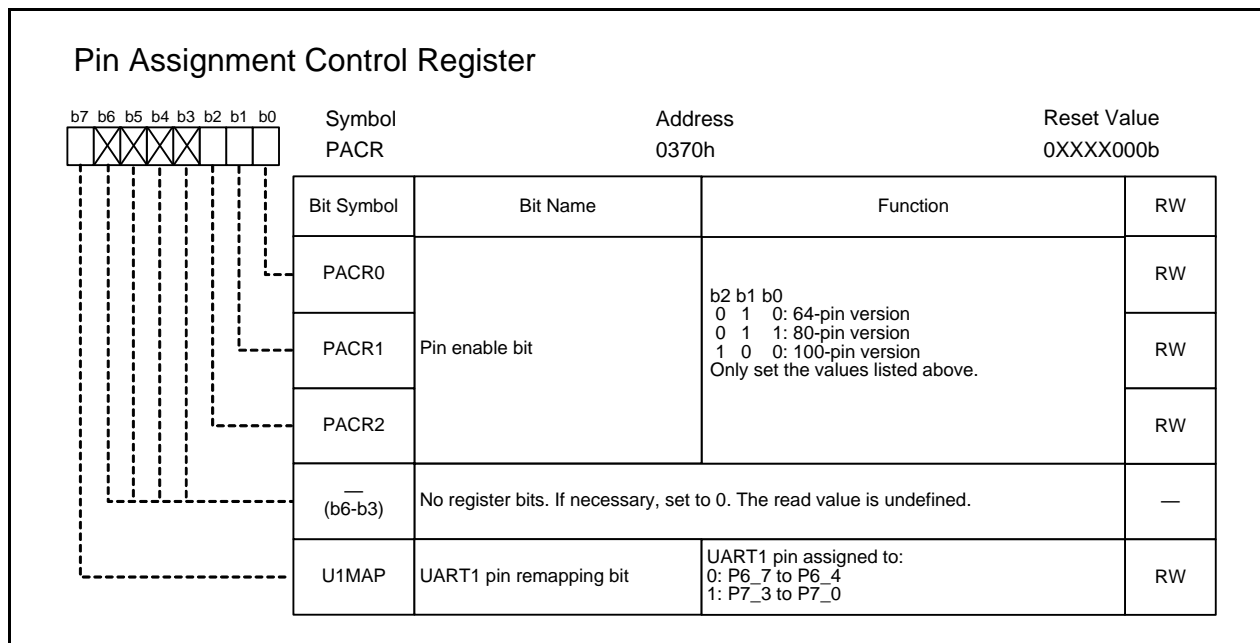 Pin Assignment Control Register
b7 b6 b5 b4 b3 b2 b1 b0
Symbol Address Reset Value
PACR 0370h 0XXXX000b
Bit Symbol Bit Name Function RW
PACR0 RW
PACR1 Pin enable bit RW
PACR2 RW
b2 b1 b0
0 1 0: 64-pin version
0 1 1: 80-pin version
1 0 0: 100-pin version
Only set the values listed above.
—
(b6-b3) No register bits. If necessary, set to 0. The read value is undefined. —
U1MAP UART1 pin remapping bit RW
UART1 pin assigned to:
0: P6_7 to P6_4
1: P7_3 to P7_0